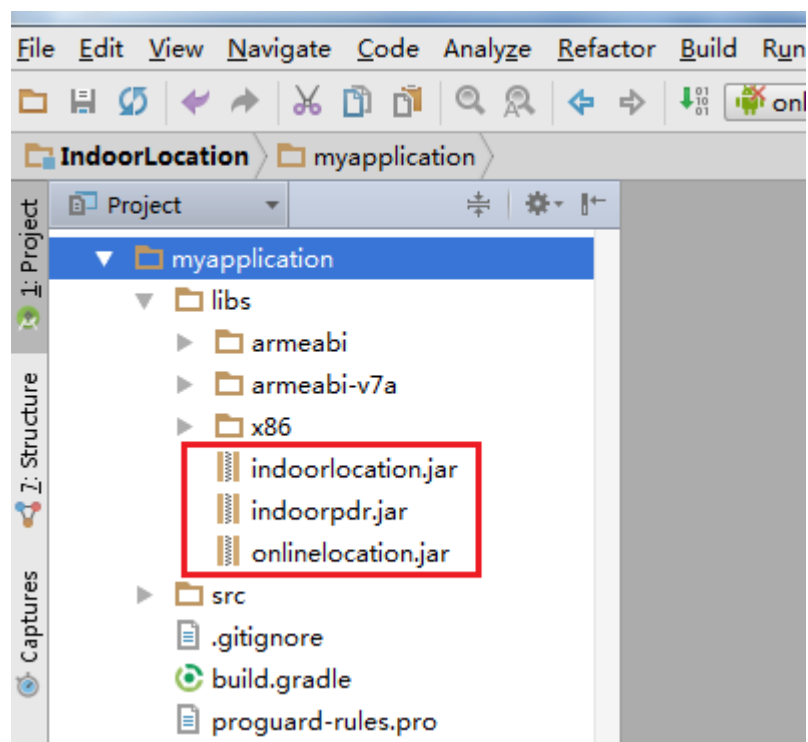 File Edit View Navigate Code Analyze Refactor Build Run
IndoorLocation myapplication
1: Project
7: Structure
Captures
Project
myapplication
libs
armeabi
armeabi-v7a
x86
indoorlocation.jar
indoorpdr.jar
onlinelocation.jar
src
.gitignore
build.gradle
proguard-rules.pro